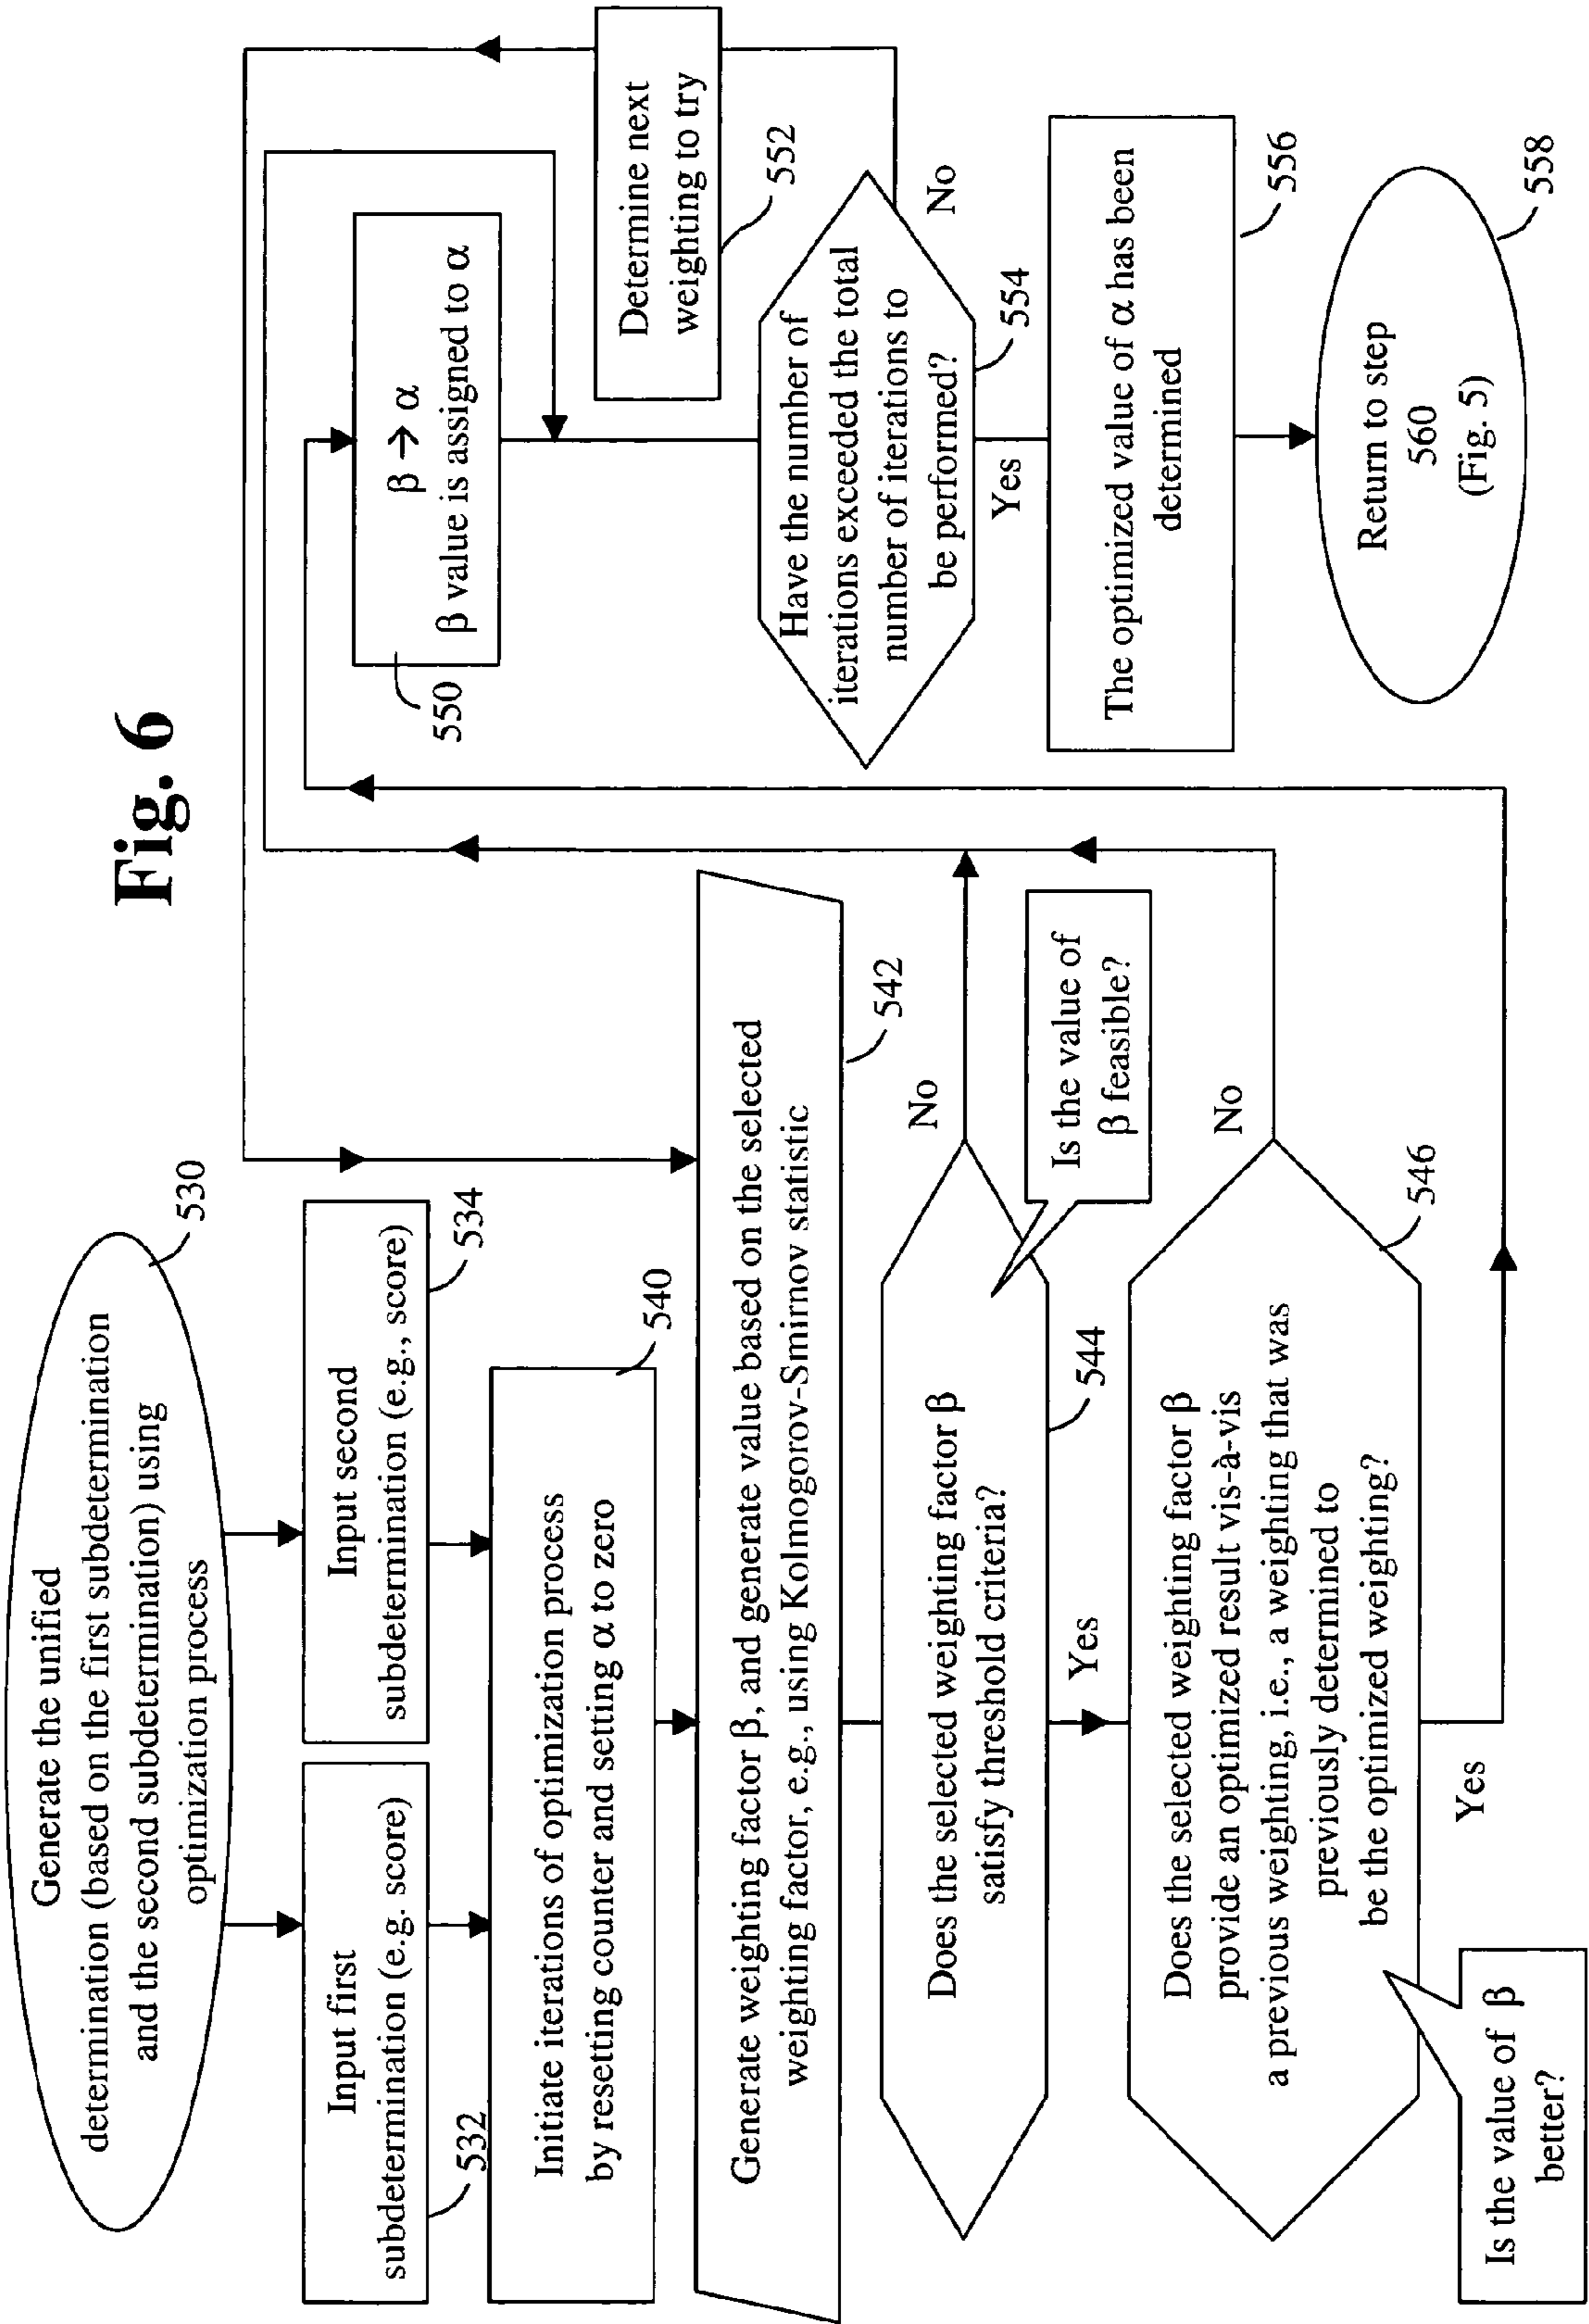 Fig. 6
Generate the unified
determination (based on the first subdetermination
and the second subdetermination) using
optimization process
530
Input first
subdetermination (e.g. score)
532
Input second
subdetermination (e.g., score)
534
Initiate iterations of optimization process
by resetting counter and setting α to zero
540
Generate weighting factor β, and generate value based on the selected
weighting factor, e.g., using Kolmogorov-Smirnov statistic
542
Does the selected weighting factor β
satisfy threshold criteria?
No
Is the value of
β feasible?
544
Yes
Does the selected weighting factor β
provide an optimized result vis-à-vis
a previous weighting, i.e., a weighting that was
previously determined to
be the optimized weighting?
No
546
Is the value of β
better?
Yes
β → α
β value is assigned to α
550
Determine next
weighting to try
552
Have the number of
iterations exceeded the total
number of iterations to
be performed?
No
554
Yes
The optimized value of α has been
determined
556
Return to step
560
(Fig. 5)
558